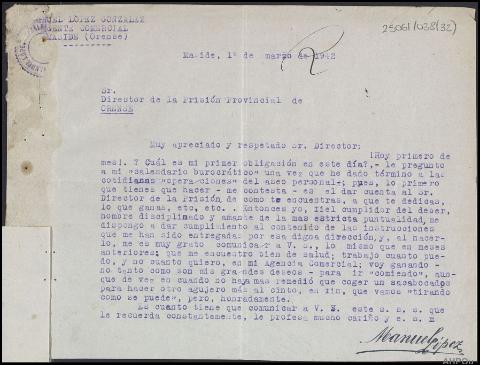 MANUEL LÓPEZ GONZÁLEZ
AGENTE COMERCIAL
MASIDE (Orense)
25061/038(32)
Maside, 1º de marzo de 1942
2
Sr.
Director de la Prisión Provincial de
ORENSE
Muy apreciado y respetado Sr. Director:
¡Hoy primero de
mes!. ? Cuál es mi primer obligación es este día?.- le pregunto
a mi "calendario burocrático" una vez que he dado término a las
cotidianas "operaciones" del aseo personal-; pues, lo primero
que tienes que hacer- me contesta - es el dar cuenta al Sr.
Director de la Prisión de como te encuestras, a que te dedicas,
lo que ganas, etc, etc. . Entonces yo, fiel cumplidor del deber,
hombre disciplinado y amante de la mas estricta puntualidad, me
dispongo a dar cumplimiento al contenido de las instrucciones
que me han sido entregadas por esa digna dirección, y, al hacer-
lo, me es muy grato comunicar a V. S., lo mismo que en meses
anteriores: que me encuentro bien de salud; trabajo cuanto pue-
do, y no cuanto quiero, es mi Agencia Comercial; voy ganando -
no tanto como son mis grandes deseos - para ir "comiendo", aun-
que de vez en cuando no haya mas remedio que coger un sacabocados
para hacer otro agujero más al cinto, en fin, que vamos "tirando
como se puede", pero, honradamente.
Es cuanto tiene que comunicar a V. S. este s. s. s. que
le recuerda constantemente, le profesa mucho cariño y e. s. m
Manuel López
AHPOu